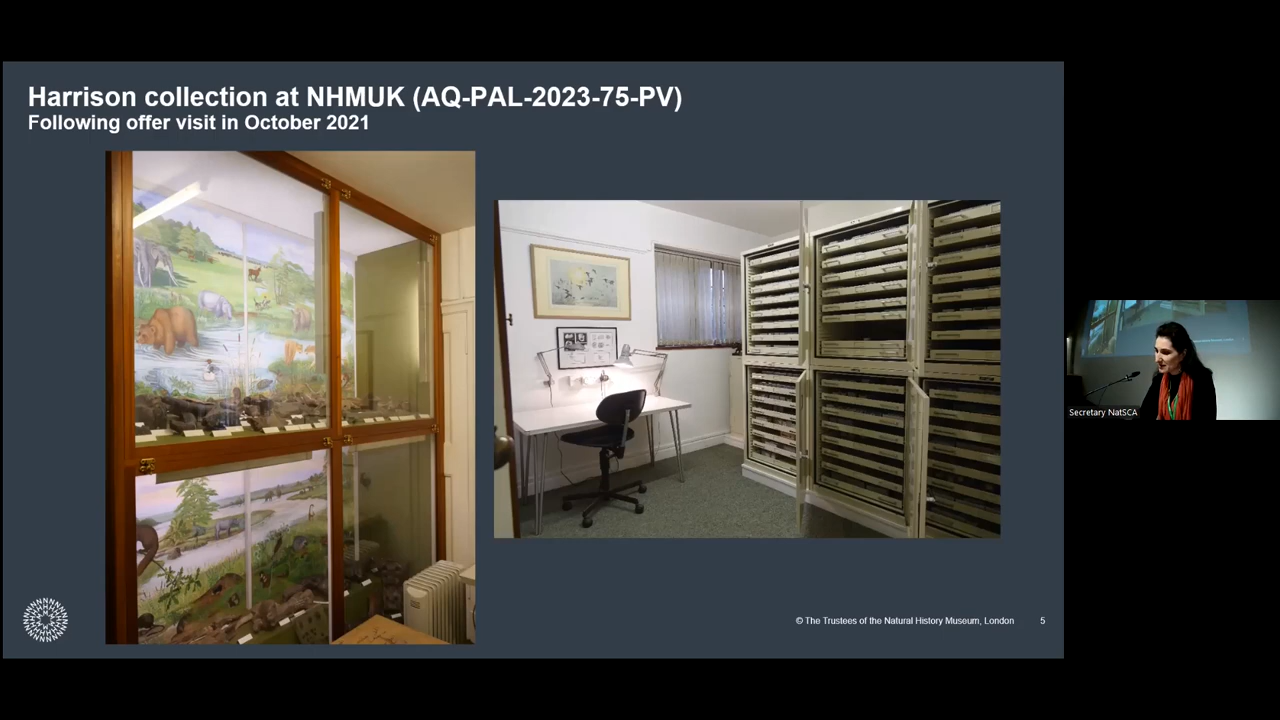 Harrison collection at NHMUK (AQ-PAL-2023-75-PV)
Following offer visit in October 2021
© The Trustees of the Natural History Museum, London
5
Secretary NatSCA